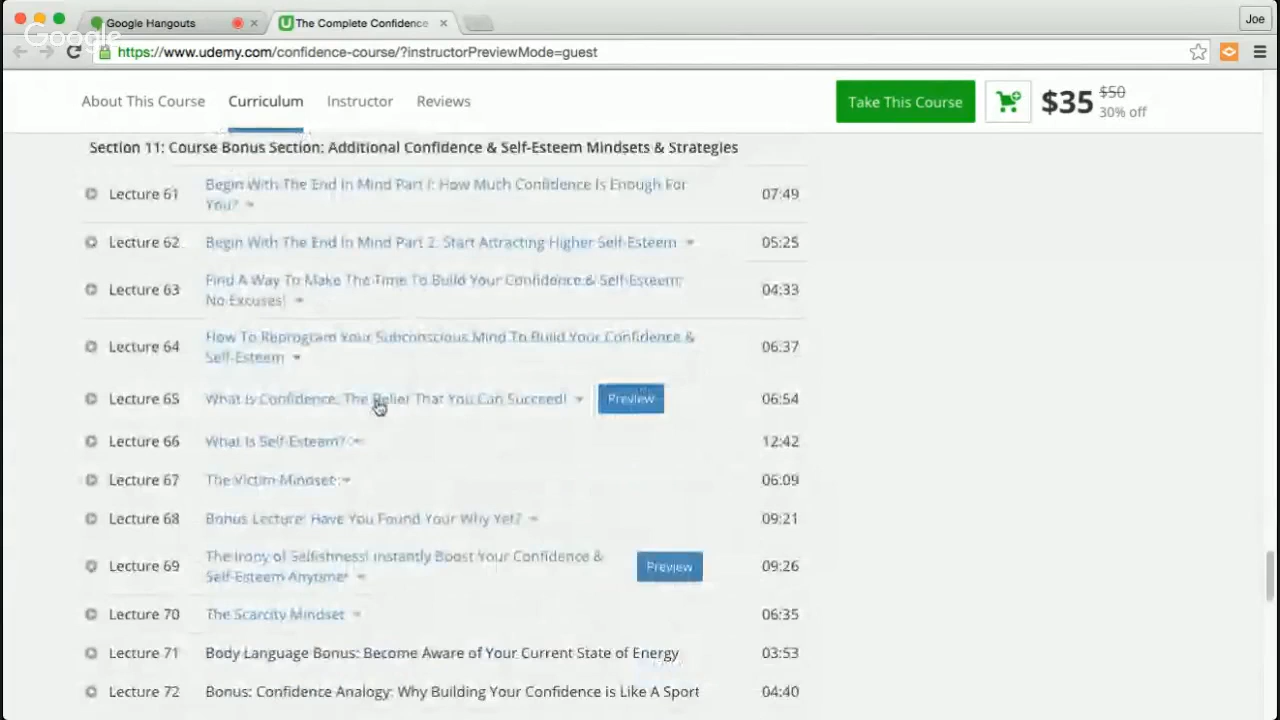 Google Hangouts
The Complete Confidence
Joe
Google
https://www.udemy.com/confidence-course/?instructorPreviewMode=guest
About This Course
Curriculum
Instructor
Reviews
Take This Course
$35
$50
30% off
Section 11: Course Bonus Section: Additional Confidence & Self-Esteem Mindsets & Strategies
Lecture 61
Begin With The End In Mind Part I: How Much Confidence Is Enough For
You?
07:49
Lecture 62
Begin With The End In Mind Part 2: Start Attracting Higher Self-Esteem
05:25
Lecture 63
Find A Way To Make The Time To Build Your Confidence & Self-Esteem;
No Excuses!
04:33
Lecture 64
How To Reprogram Your Subconscious Mind To Build Your Confidence &
Self-Esteem
06:37
Lecture 65
What Is Confidence: The Belief That You Can Succeed!
Preview
06:54
Lecture 66
What Is Self-Esteem?
12:42
Lecture 67
The Victim Mindset
06:09
Lecture 68
Bonus Lecture: Have You Found Your Why Yet?
09:21
Lecture 69
The Irony of Selfishness! Instantly Boost Your Confidence &
Self-Esteem Anytime!
Preview
09:26
Lecture 70
The Scarcity Mindset
06:35
Lecture 71
Body Language Bonus: Become Aware of Your Current State of Energy
03:53
Lecture 72
Bonus: Confidence Analogy: Why Building Your Confidence is Like A Sport
04:40